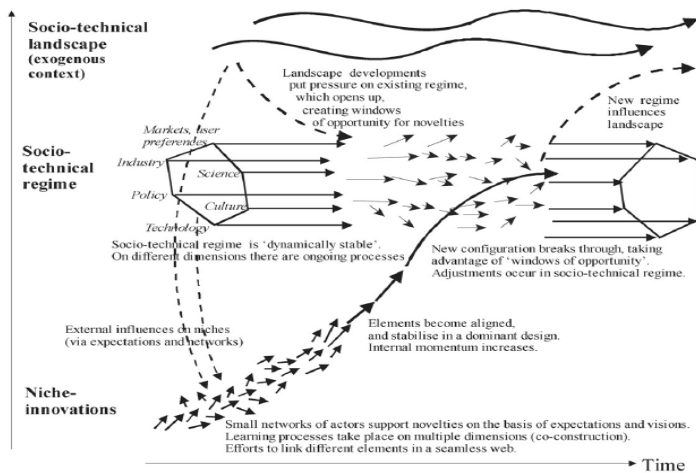 Socio-technical
landscape
(exogenous
context)
Landscape developments
put pressure on existing regime,
which opens up,
creating windows
of opportunity for novelties
New regime
influences
landscape
Socio-
technical
regime
Markets, user
preferences
Industry
Science
Policy
Culture
Technology
Socio-technical regime is ‘dynamically stable’.
On different dimensions there are ongoing processes
New configuration breaks through, taking
advantage of ‘windows of opportunity’.
Adjustments occur in socio-technical regime.
External influences on niches
(via expectations and networks)
Elements become aligned,
and stabilise in a dominant design.
Internal momentum increases.
Niche-
innovations
Small networks of actors support novelties on the basis of expectations and visions.
Learning processes take place on multiple dimensions (co-construction).
Efforts to link different elements in a seamless web.
Time